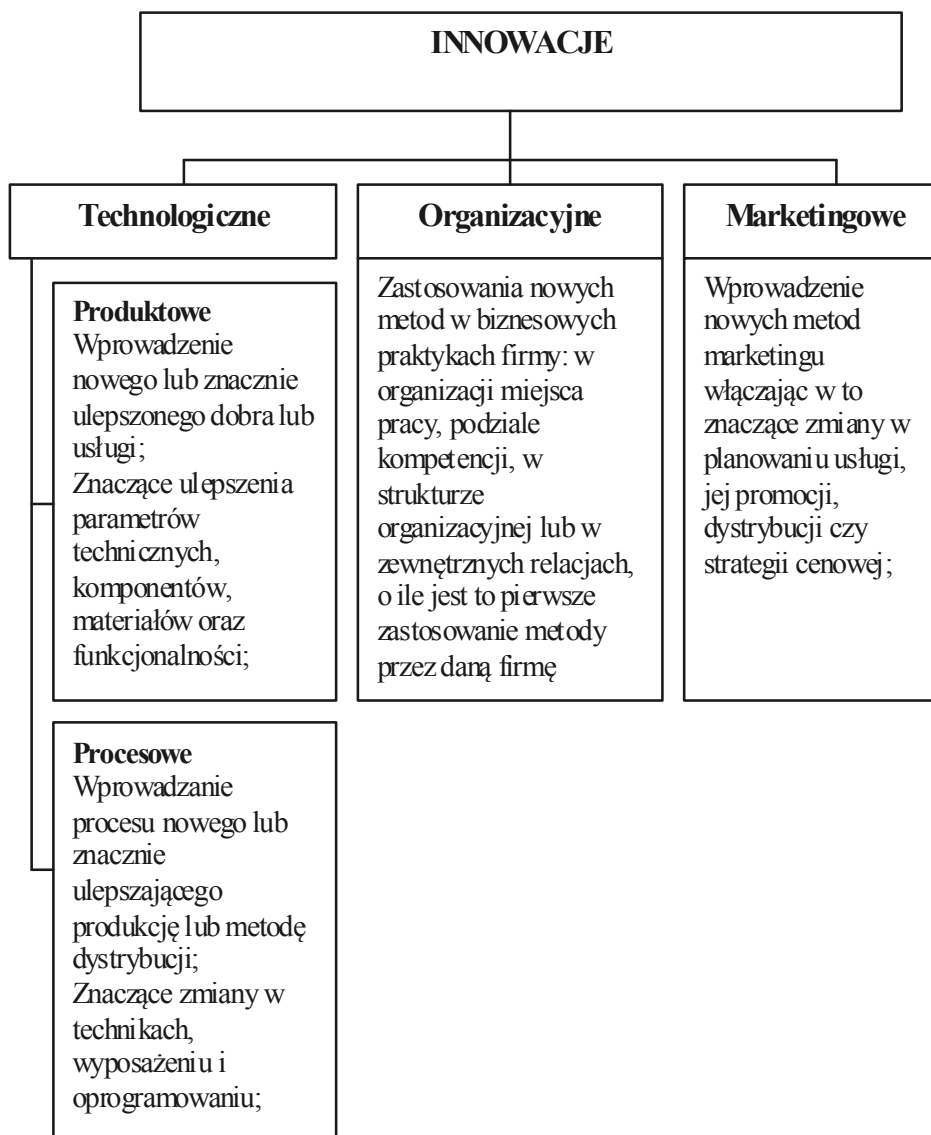 INNOWACJE
Technologiczne
Produktowe
Wprowadzenie
nowego lub znacznie
ulepszonego dobra lub
usługi;
Znaczące ulepszenia
parametrów
technicznych,
komponentów,
materiałów oraz
funkcjonalności;
Procesowe
Wprowadzanie
procesu nowego lub
znacznie
ulepszającego
produkcję lub metodę
dystrybucji;
Znaczące zmiany w
technikach,
wyposażeniu i
oprogramowaniu;
Organizacyjne
Zastosowania nowych
metod w biznesowych
praktykach firmy: w
organizacji miejsca
pracy, podziale
kompetencji, w
strukturze
organizacyjnej lub w
zewnętrznych relacjach,
o ile jest to pierwsze
zastosowanie metody
przez daną firmę
Marketingowe
Wprowadzenie
nowych metod
marketingu
włączając w to
znaczące zmiany w
planowaniu usługi,
jej promocji,
dystrybucji czy
strategii cenowej;